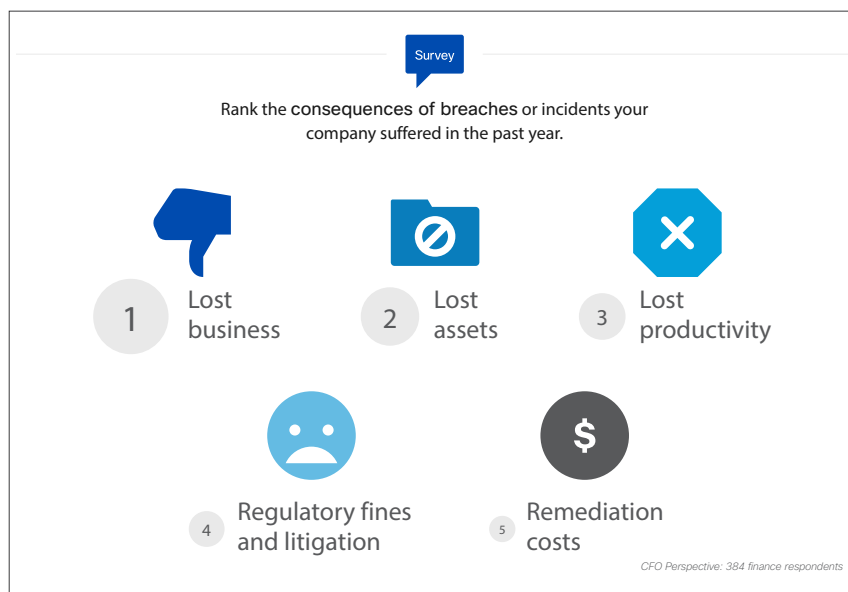 Survey
Rank the consequences of breaches or incidents your
company suffered in the past year.
1
Lost
business
2
Lost
assets
3
Lost
productivity
$
4
Regulatory fines
and litigation
5
Remediation
costs
CFO Perspective: 384 finance respondents